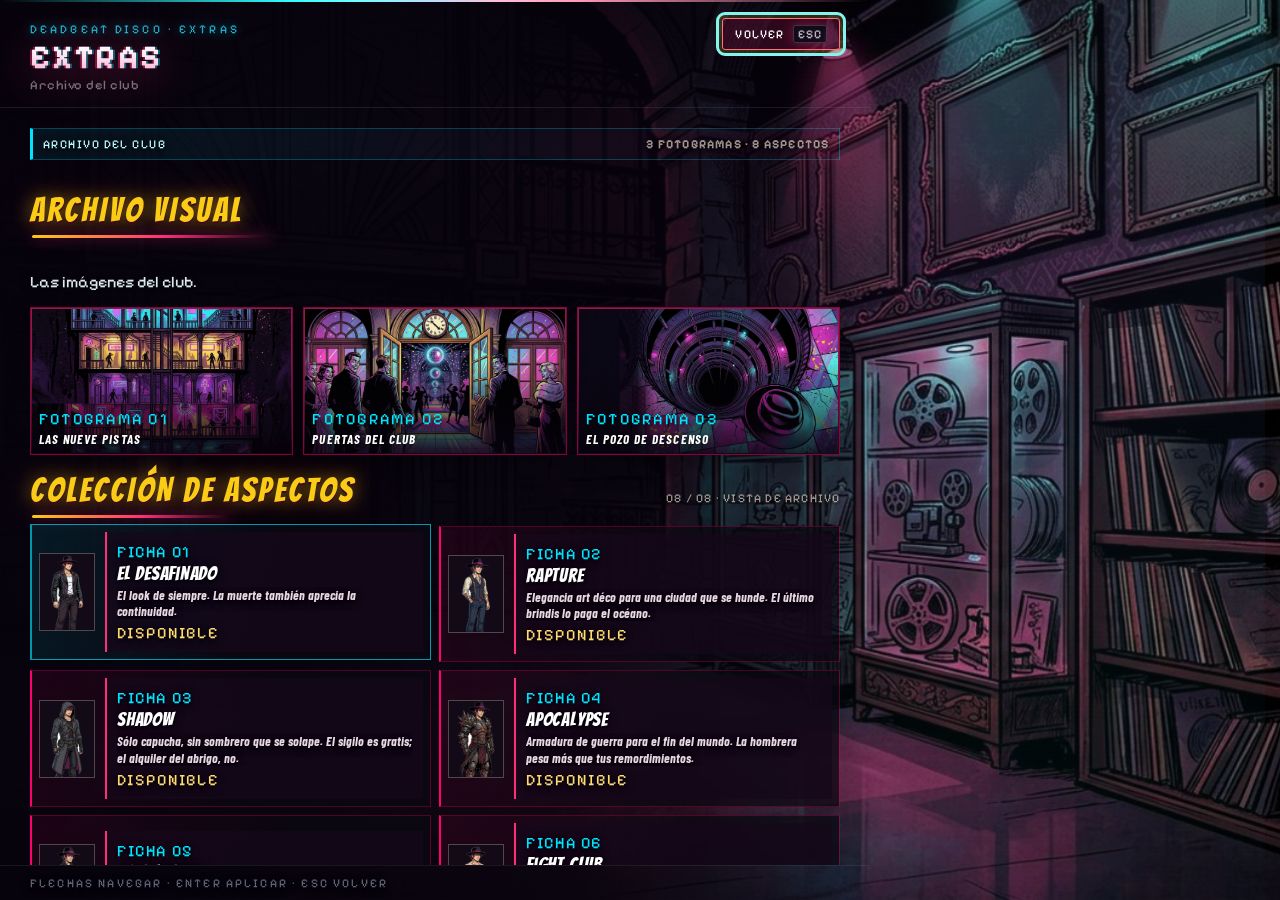 DEADBEAT DISCO · EXTRAS
EXTRAS
Archivo del club
VOLVER ESC
ARCHIVO DEL CLUB
3 FOTOGRAMAS · 8 ASPECTOS
ARCHIVO VISUAL
Las imágenes del club.
FOTOGRAMA 01
LAS NUEVE PISTAS
FOTOGRAMA 02
PUERTAS DEL CLUB
FOTOGRAMA 03
EL POZO DE DESCENSO
COLECCIÓN DE ASPECTOS
08 / 08 · VISTA DE ARCHIVO
FICHA 01
EL DESAFINADO
El look de siempre. La muerte también aprecia la
continuidad.
DISPONIBLE
FICHA 02
RAPTURE
Elegancia art déco para una ciudad que se hunde. El último
brindis lo paga el océano.
DISPONIBLE
FICHA 03
SHADOW
Sólo capucha, sin sombrero que se solape. El sigilo es gratis;
el alquiler del abrigo, no.
DISPONIBLE
FICHA 04
APOCALYPSE
Armadura de guerra para el fin del mundo. La hombrera
pesa más que tus remordimientos.
DISPONIBLE
FICHA 05
FICHA 06
FIGHT CLUB
FLECHAS NAVEGAR · ENTER APLICAR · ESC VOLVER